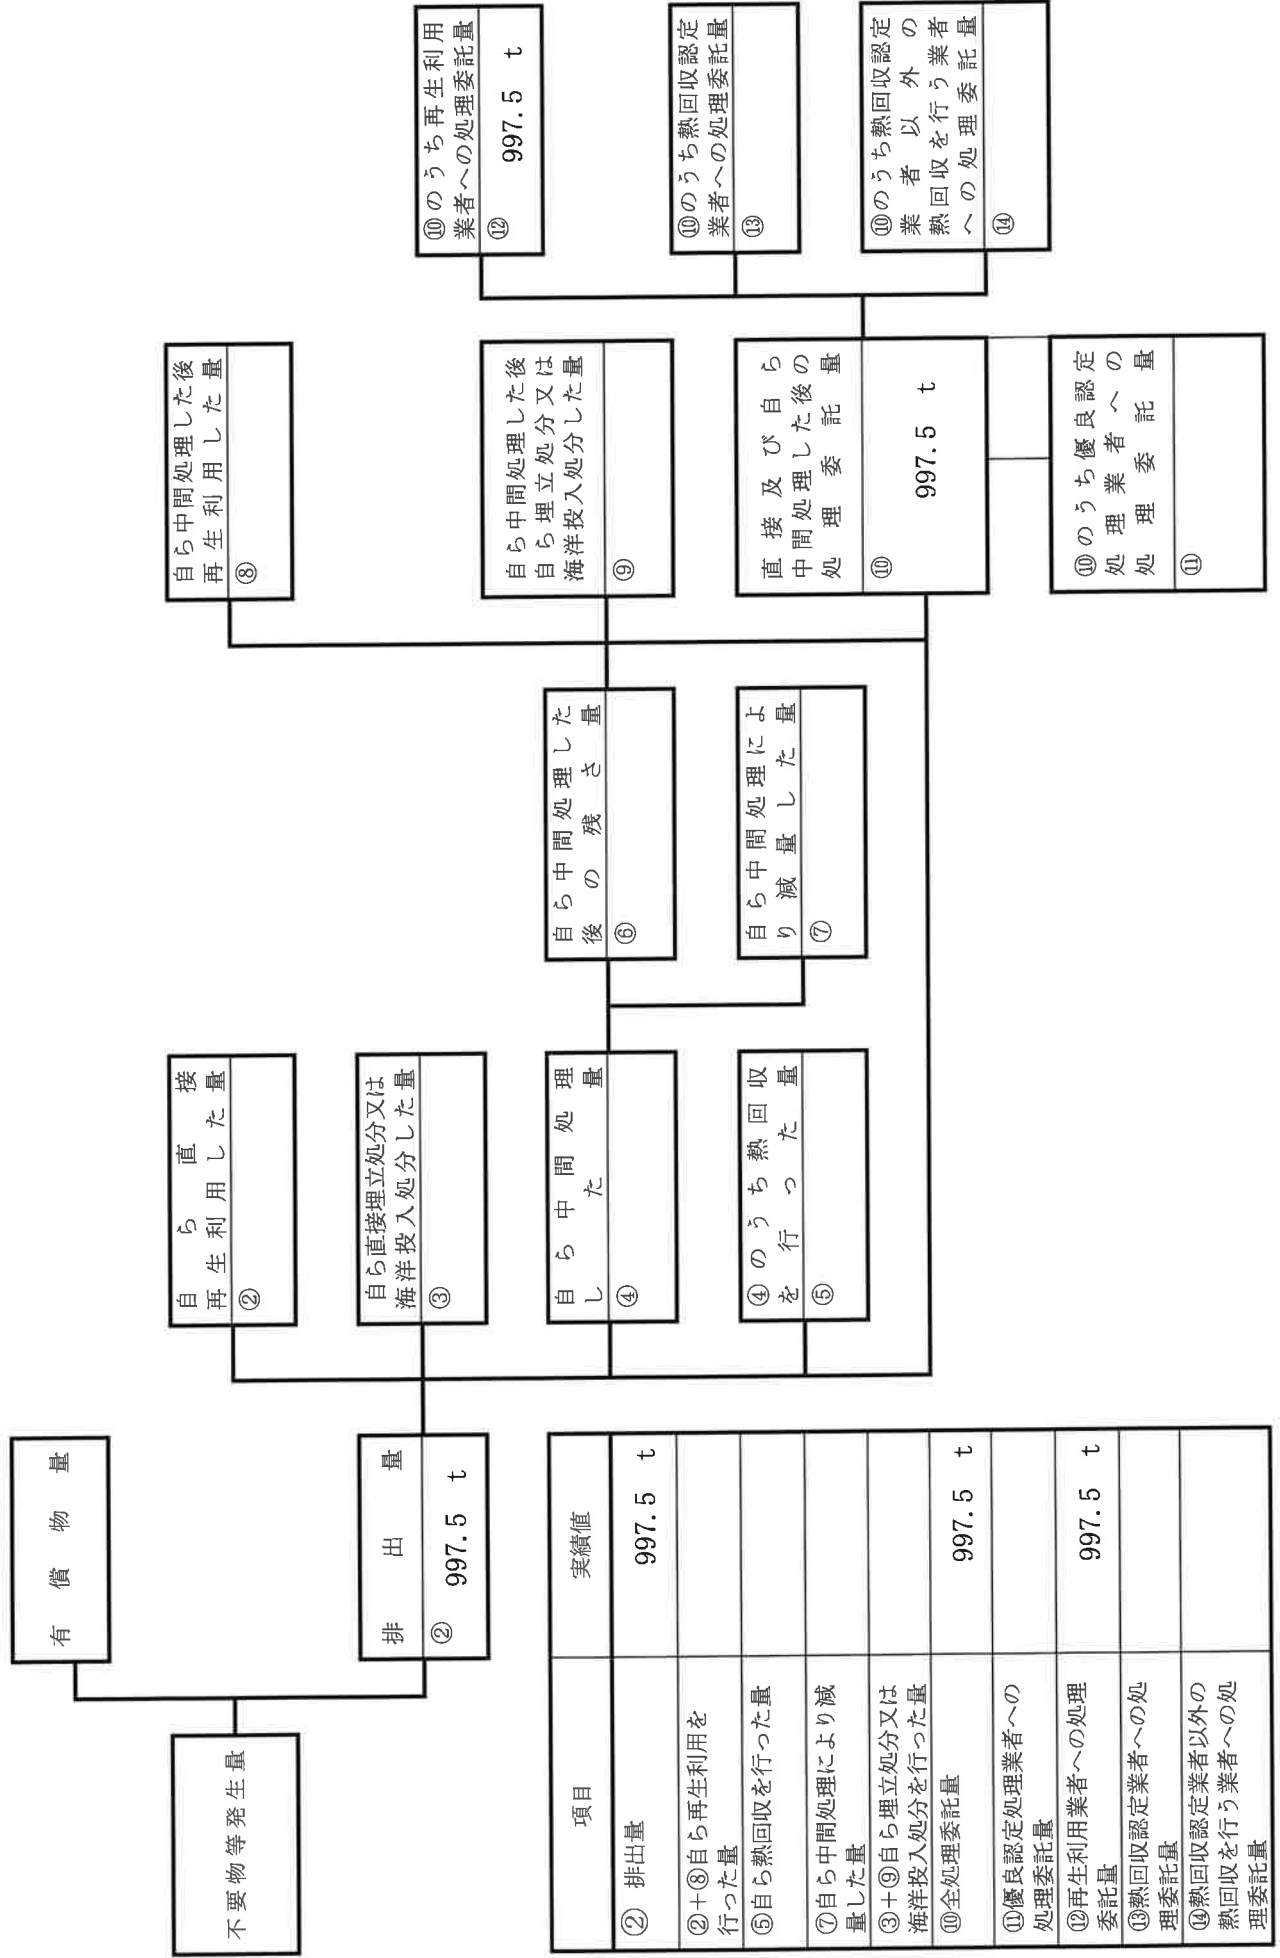 不要物等発生量
有償物量
排出量
② 997.5 t
自ら直接
再生利用した量
②
自ら直接埋立処分又は
海洋投入処分した量
③
自ら中間処理
した量
④
④のうち熱回収
を行った量
⑤
自ら中間処理した
後の残さ量
⑥
自ら中間処理によ
り減量した量
⑦
自ら中間処理した後
再生利用した量
⑧
自ら中間処理した後
自ら埋立処分又は
海洋投入処分した量
⑨
直接及び自ら
中間処理した後の
処理委託量
⑩
997.5 t
⑩のうち優良認定
処理業者への
処理委託量
⑪
⑩のうち再生利用
業者への処理委託量
⑫
997.5 t
⑩のうち熱回収認定
業者への処理委託量
⑬
⑩のうち熱回収認定
業者以外の
熱回収を行う業者
への処理委託量
⑭
項目 実績値
② 排出量 997.5 t
②+⑧自ら再生利用を
行った量
⑤自ら熱回収を行った量
⑦自ら中間処理により減
量した量
③+⑨自ら埋立処分又は
海洋投入処分を行った量
⑩全処理委託量 997.5 t
⑪優良認定処理業者への
処理委託量
⑫再生利用業者への処理
委託量 997.5 t
⑬熱回収認定業者への処
理委託量
⑭熱回収認定業者以外の
熱回収を行う業者への処
理委託量